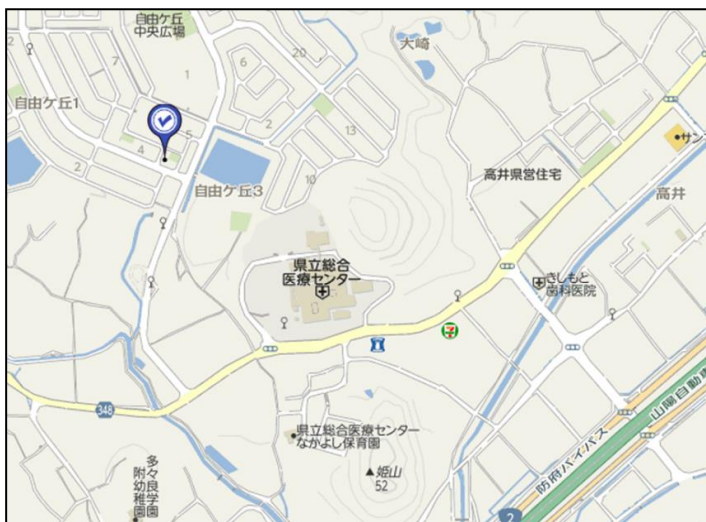 自由ケ丘
中央広場
2
7
1
6
20
大崎
自由ケ丘1
4
5
2
13
サン
自由ケ丘3
10
高井県営住宅
高井
県立総合
医療センター
きしもと
歯科医院
7
348
県立総合医療センター
なかよし保育園
姫山
52
多々良学園
附幼稚園
防府バイパス
山陽自動車
2